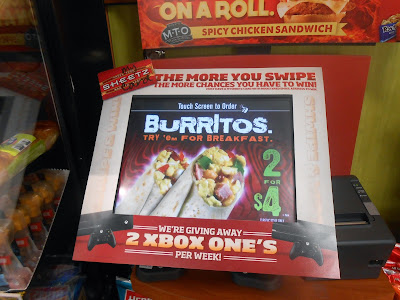 ON A ROLL.
M·T·O
SPICY CHICKEN SANDWICH
SHEETZ
THE MORE YOU SWIPE
THE MORE CHANCES YOU HAVE TO WIN!
Touch Screen to Order
BURRITOS.
TRY 'em FOR BREAKFAST.
2
FOR
$4
WE'RE GIVING AWAY
2 XBOX ONE'S
PER WEEK!